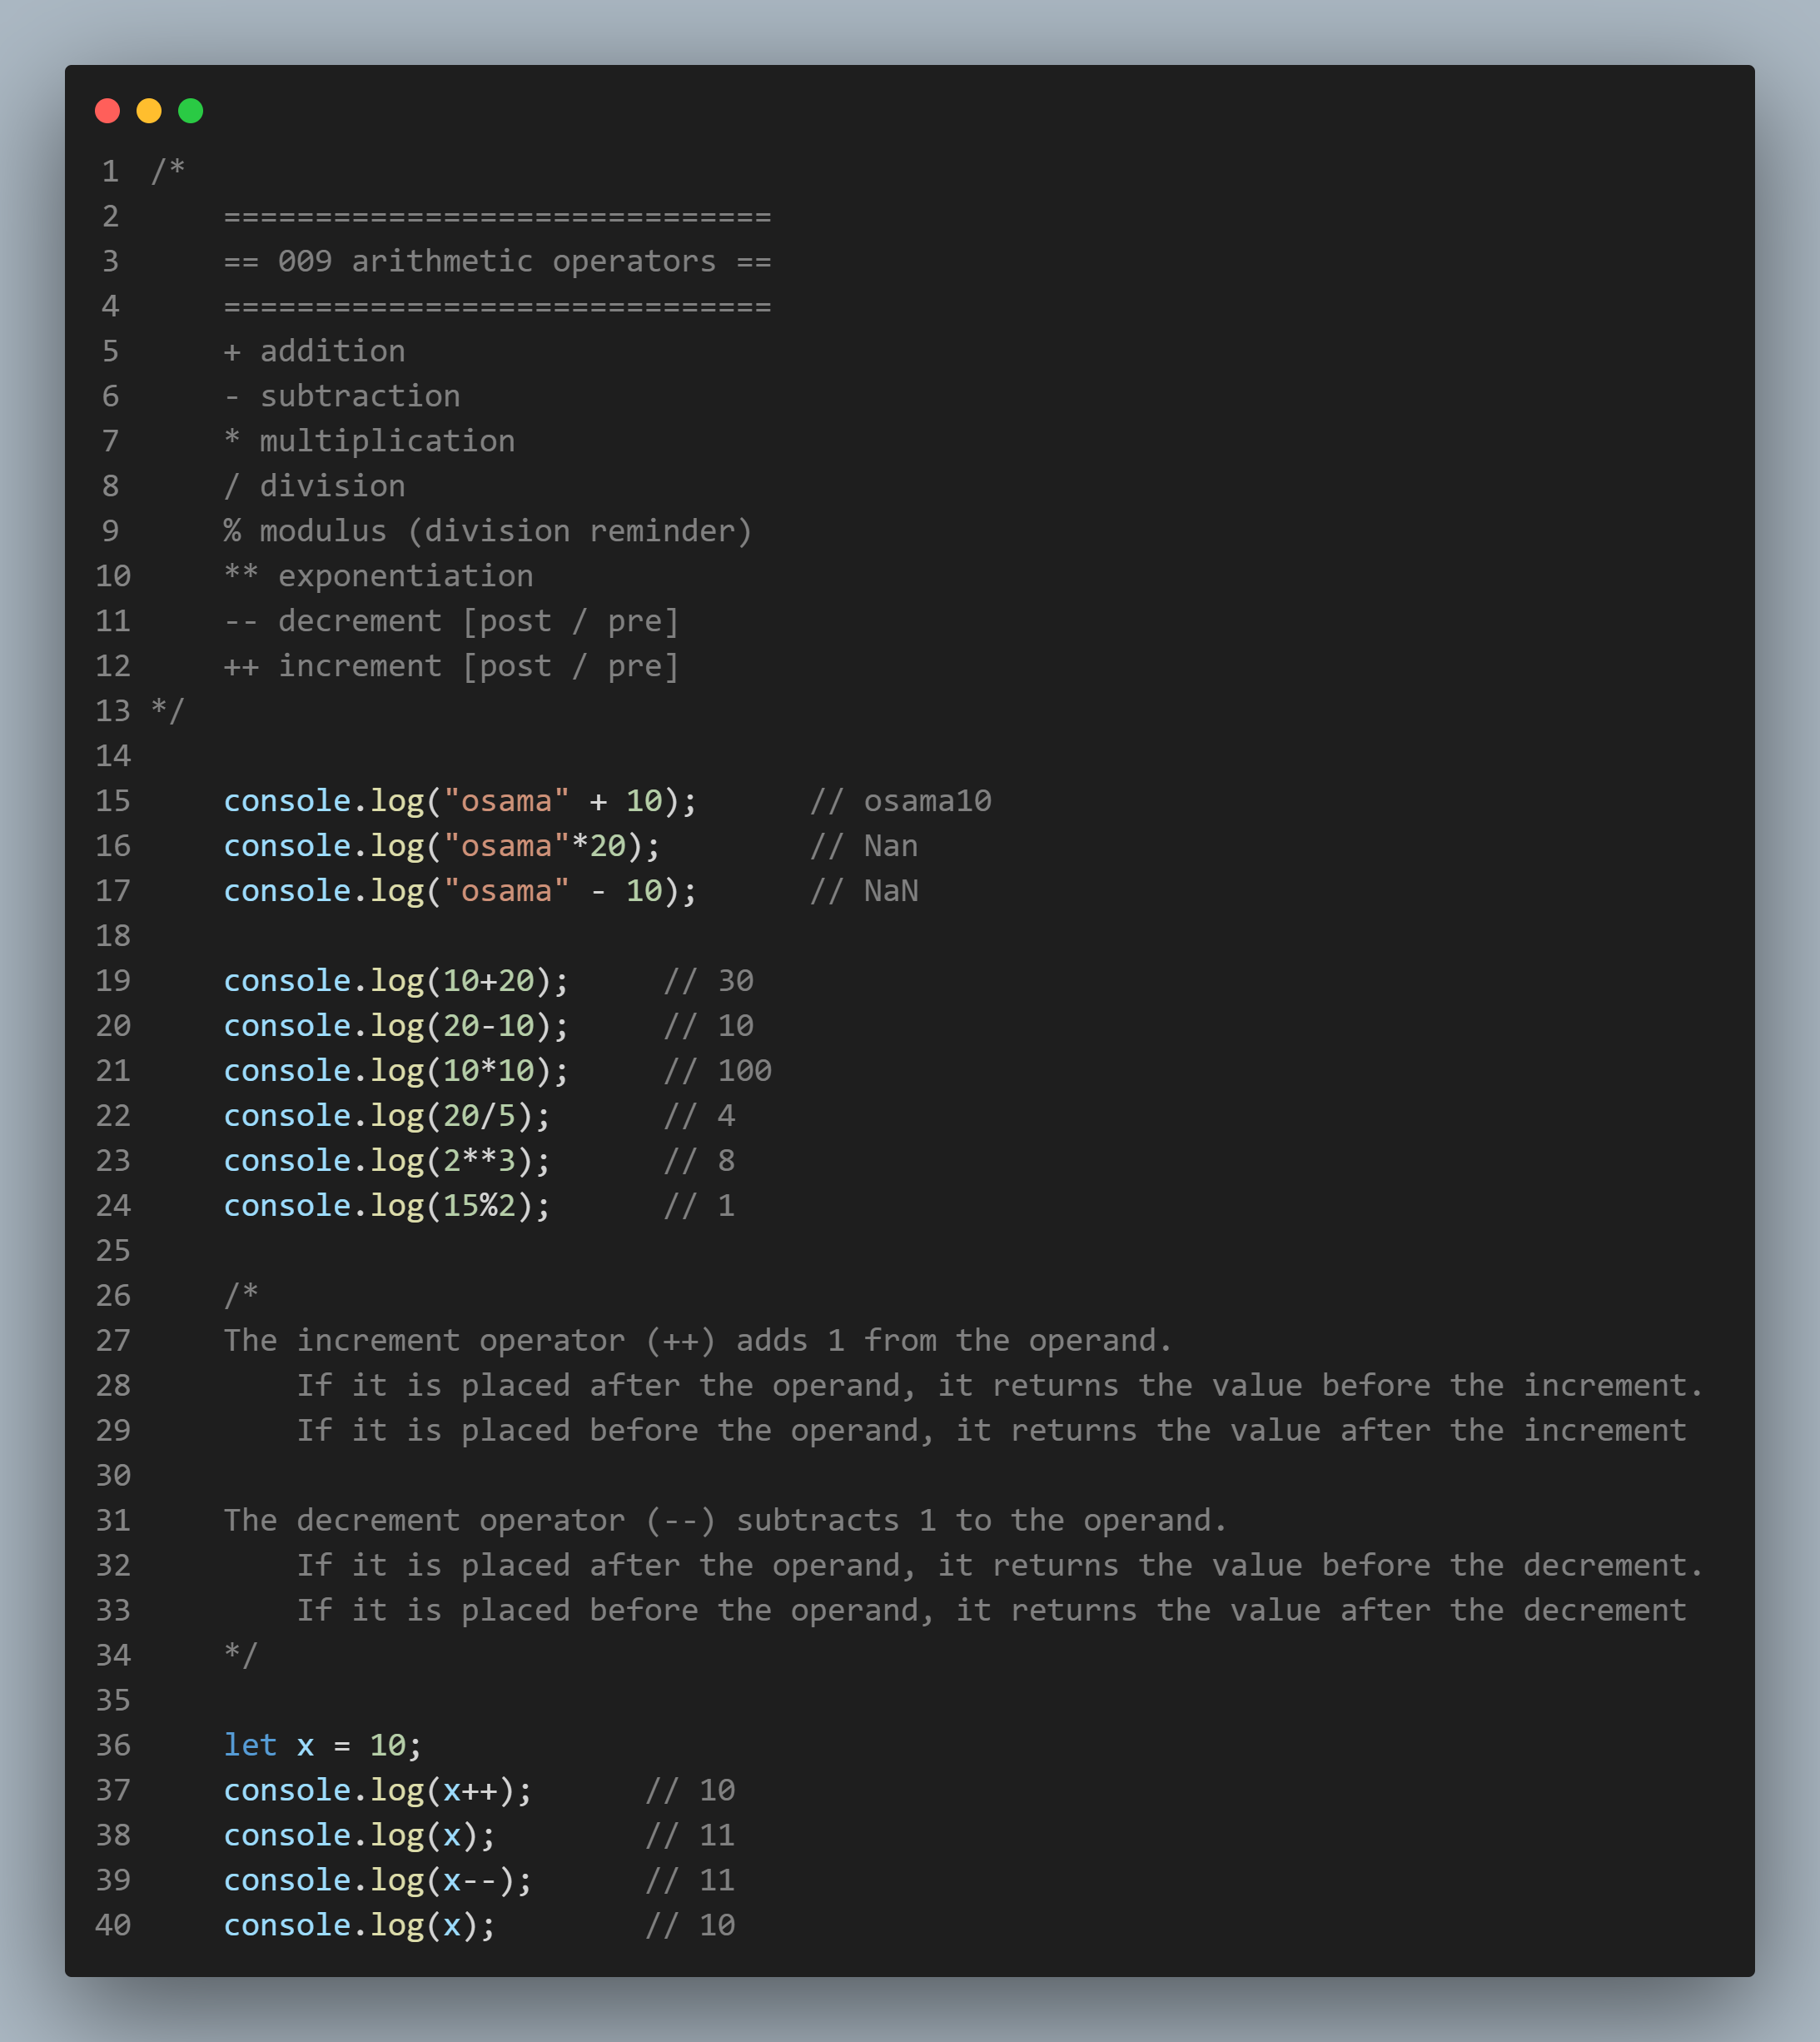 1 /*
2     ==============================
3     == 009 arithmetic operators ==
4     ==============================
5     + addition
6     - subtraction
7     * multiplication
8     / division
9     % modulus (division reminder)
10     ** exponentiation
11     -- decrement [post / pre]
12     ++ increment [post / pre]
13 */
14
15     console.log("osama" + 10);      // osama10
16     console.log("osama"*20);        // Nan
17     console.log("osama" - 10);      // NaN
18
19     console.log(10+20);     // 30
20     console.log(20-10);     // 10
21     console.log(10*10);     // 100
22     console.log(20/5);      // 4
23     console.log(2**3);      // 8
24     console.log(15%2);      // 1
25
26     /*
27     The increment operator (++) adds 1 from the operand.
28         If it is placed after the operand, it returns the value before the increment.
29         If it is placed before the operand, it returns the value after the increment
30
31     The decrement operator (--) subtracts 1 to the operand.
32         If it is placed after the operand, it returns the value before the decrement.
33         If it is placed before the operand, it returns the value after the decrement
34     */
35
36     let x = 10;
37     console.log(x++);      // 10
38     console.log(x);        // 11
39     console.log(x--);      // 11
40     console.log(x);        // 10